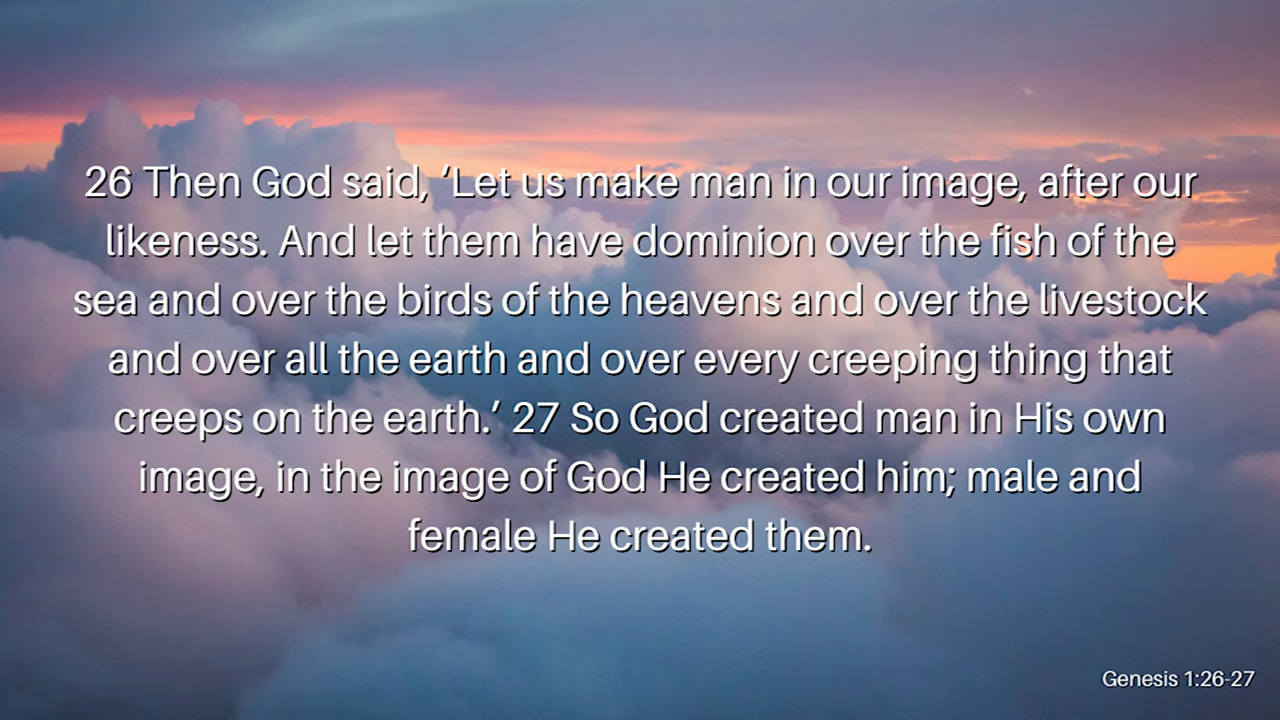 26 Then God said, ‘Let us make man in our image, after our
likeness. And let them have dominion over the fish of the
sea and over the birds of the heavens and over the livestock
and over all the earth and over every creeping thing that
creeps on the earth.’ 27 So God created man in His own
image, in the image of God He created him; male and
female He created them.
Genesis 1:26-27